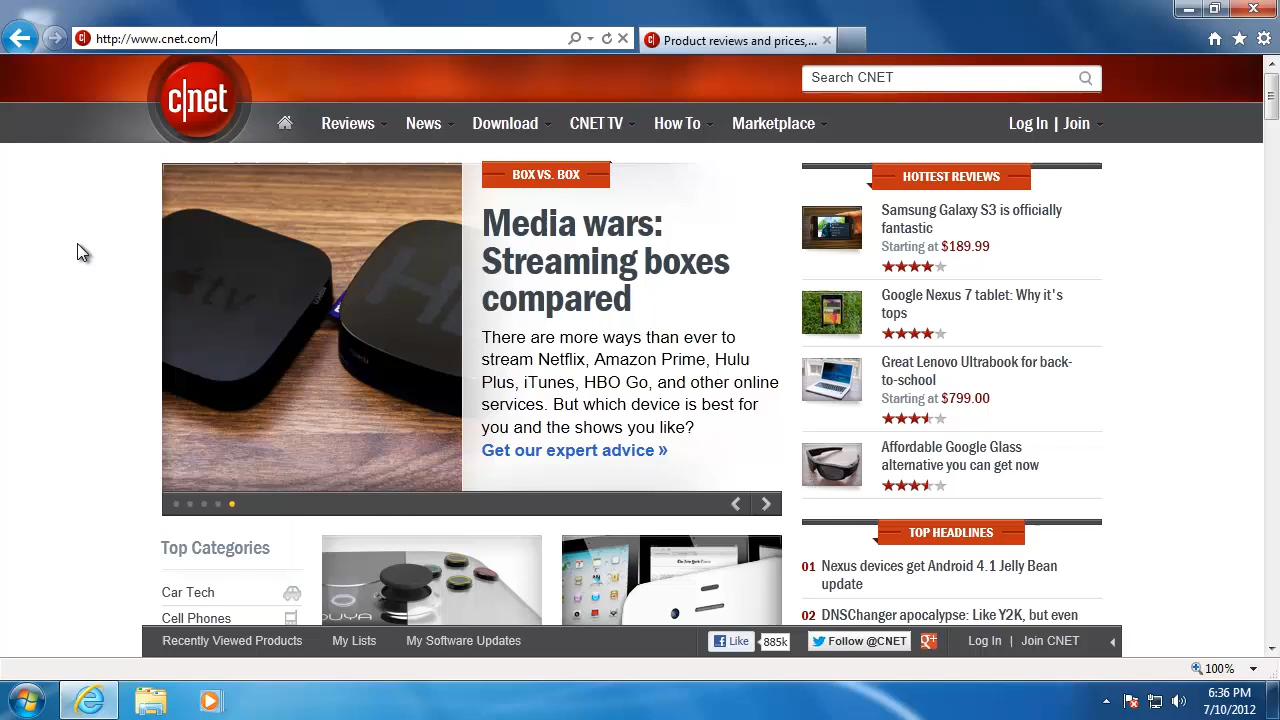 http://www.cnet.com/
Product reviews and prices,...
c|net
Search CNET
Reviews
News
Download
CNET TV
How To
Marketplace
Log In | Join
BOX VS. BOX
Media wars:
Streaming boxes
compared
There are more ways than ever to
stream Netflix, Amazon Prime, Hulu
Plus, iTunes, HBO Go, and other online
services. But which device is best for
you and the shows you like?
Get our expert advice »
tv
HOTTEST REVIEWS
Samsung Galaxy S3 is officially
fantastic
Starting at $189.99
Google Nexus 7 tablet: Why it's
tops
Great Lenovo Ultrabook for back-
to-school
Starting at $799.00
Affordable Google Glass
alternative you can get now
TOP HEADLINES
01 Nexus devices get Android 4.1 Jelly Bean
update
02 DNSChanger apocalypse: Like Y2K, but even
Top Categories
Car Tech
Cell Phones
The New York Times
Recently Viewed Products
My Lists
My Software Updates
Like
885k
Follow @CNET
g+1
Log In | Join CNET
100%
6:36 PM
7/10/2012